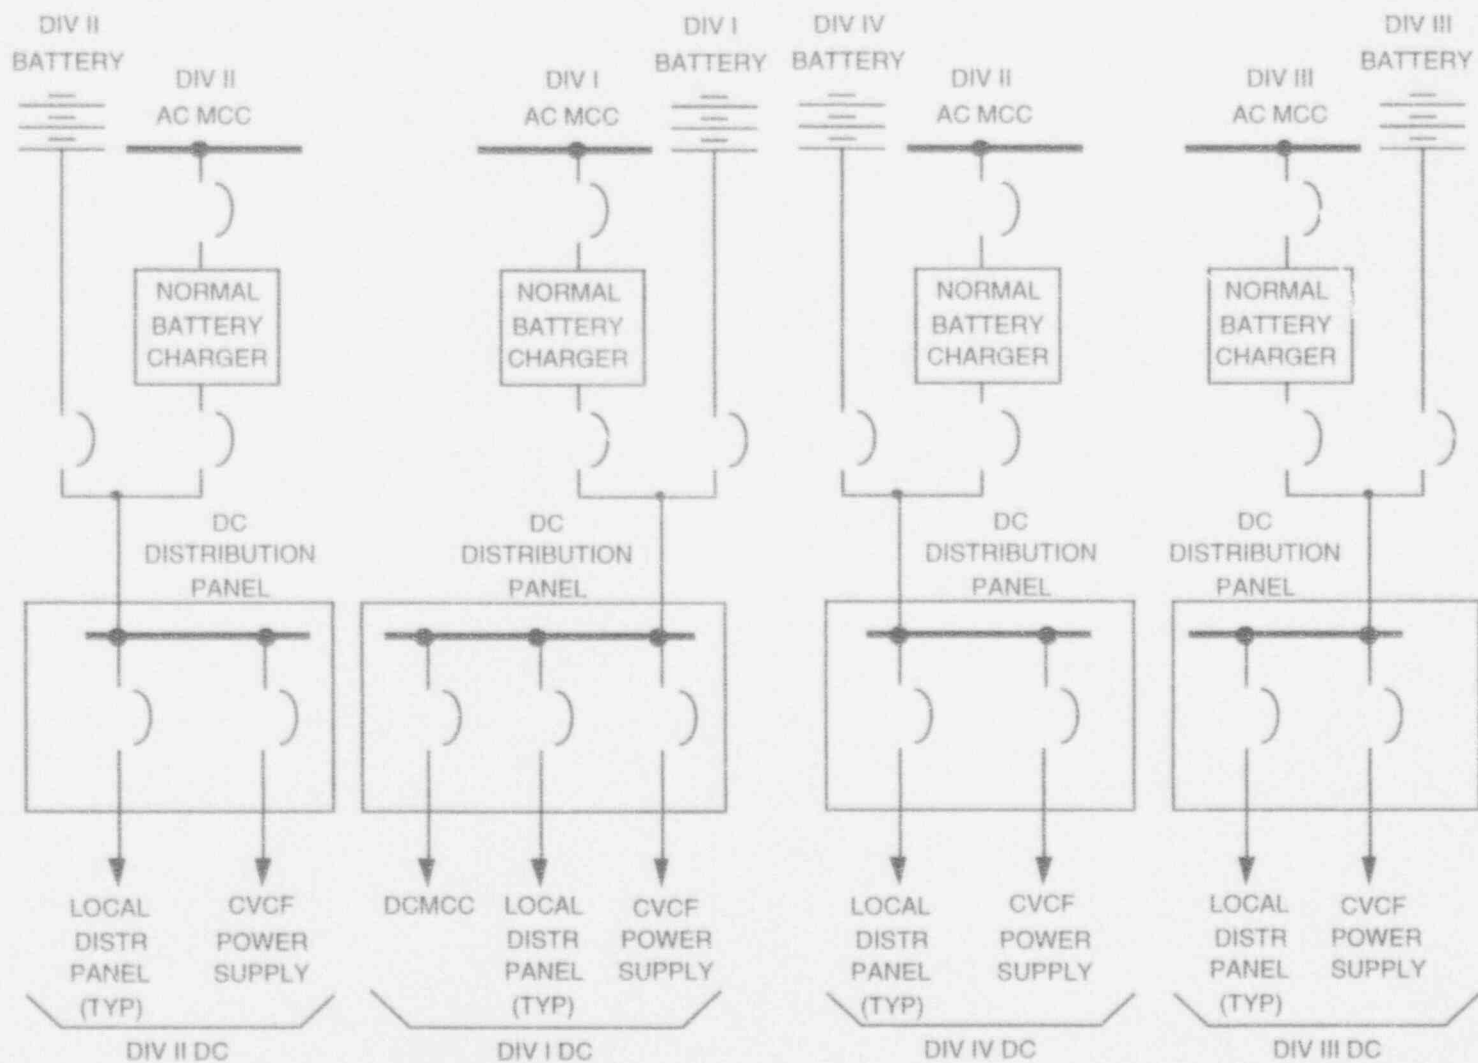 DIV II
BATTERY
DIV II
AC MCC
DIV I
AC MCC
DIV I
BATTERY
DIV IV
BATTERY
DIV II
AC MCC
DIV III
AC MCC
DIV III
BATTERY
NORMAL
BATTERY
CHARGER
NORMAL
BATTERY
CHARGER
NORMAL
BATTERY
CHARGER
NORMAL
BATTERY
CHARGER
DC
DISTRIBUTION
PANEL
DC
DISTRIBUTION
PANEL
DC
DISTRIBUTION
PANEL
DC
DISTRIBUTION
PANEL
LOCAL
DISTR
PANEL
(TYP)
CVCF
POWER
SUPPLY
DCMCC
LOCAL
DISTR
PANEL
(TYP)
CVCF
POWER
SUPPLY
LOCAL
DISTR
PANEL
(TYP)
CVCF
POWER
SUPPLY
LOCAL
DISTR
PANEL
(TYP)
CVCF
POWER
SUPPLY
DIV II DC
DIV I DC
DIV IV DC
DIV III DC